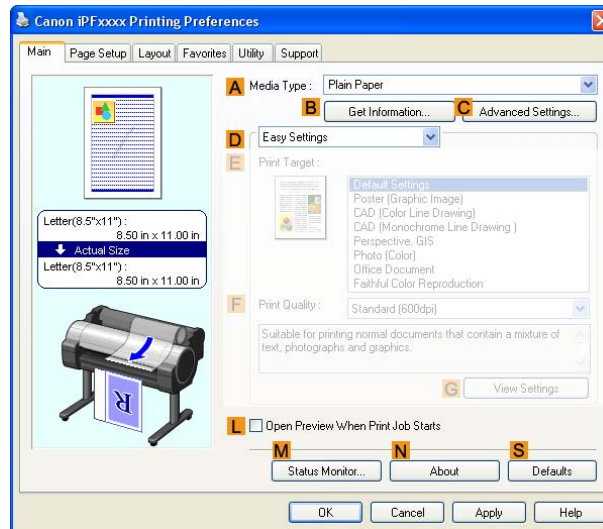 Canon iPFxxxx Printing Preferences
Main Page Setup Layout Favorites Utility Support
A Media Type : Plain Paper
B Get Information... C Advanced Settings...
D Easy Settings
E Print Target :
Default Settings
Poster (Graphic Image)
CAD (Color Line Drawing)
CAD (Monochrome Line Drawing )
Perspective, GIS
Photo (Color)
Office Document
Faithful Color Reproduction
Letter(8.5"x11") :
8.50 in x 11.00 in
Actual Size
Letter(8.5"x11") :
8.50 in x 11.00 in
R
F Print Quality : Standard (600dpi)
Suitable for printing normal documents that contain a mixture of
text, photographs and graphics.
G View Settings
L Open Preview When Print Job Starts
M Status Monitor... N About S Defaults
OK Cancel Apply Help